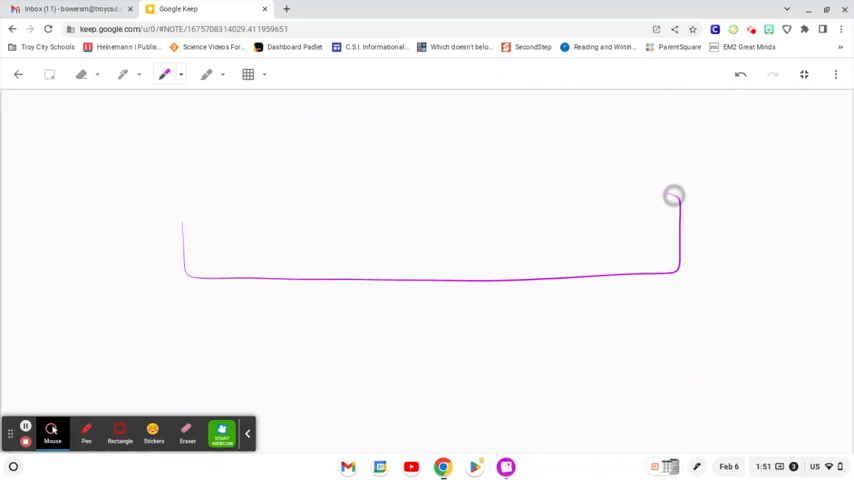 Inbox (11) - bowersm@troycsd.
Google Keep
keep.google.com/u/0/#NOTE/1675708314029.411959651
Troy City Schools
Heinemann | Publis...
Science Videos For...
Dashboard Padlet
C.S.I. Informational...
Which doesn't belo...
SecondStep
Reading and Writin...
ParentSquare
EM2 Great Minds
»
Mouse
Pen
Rectangle
Stickers
Eraser
START
WEBCAM
Feb 6
1:51
3
US